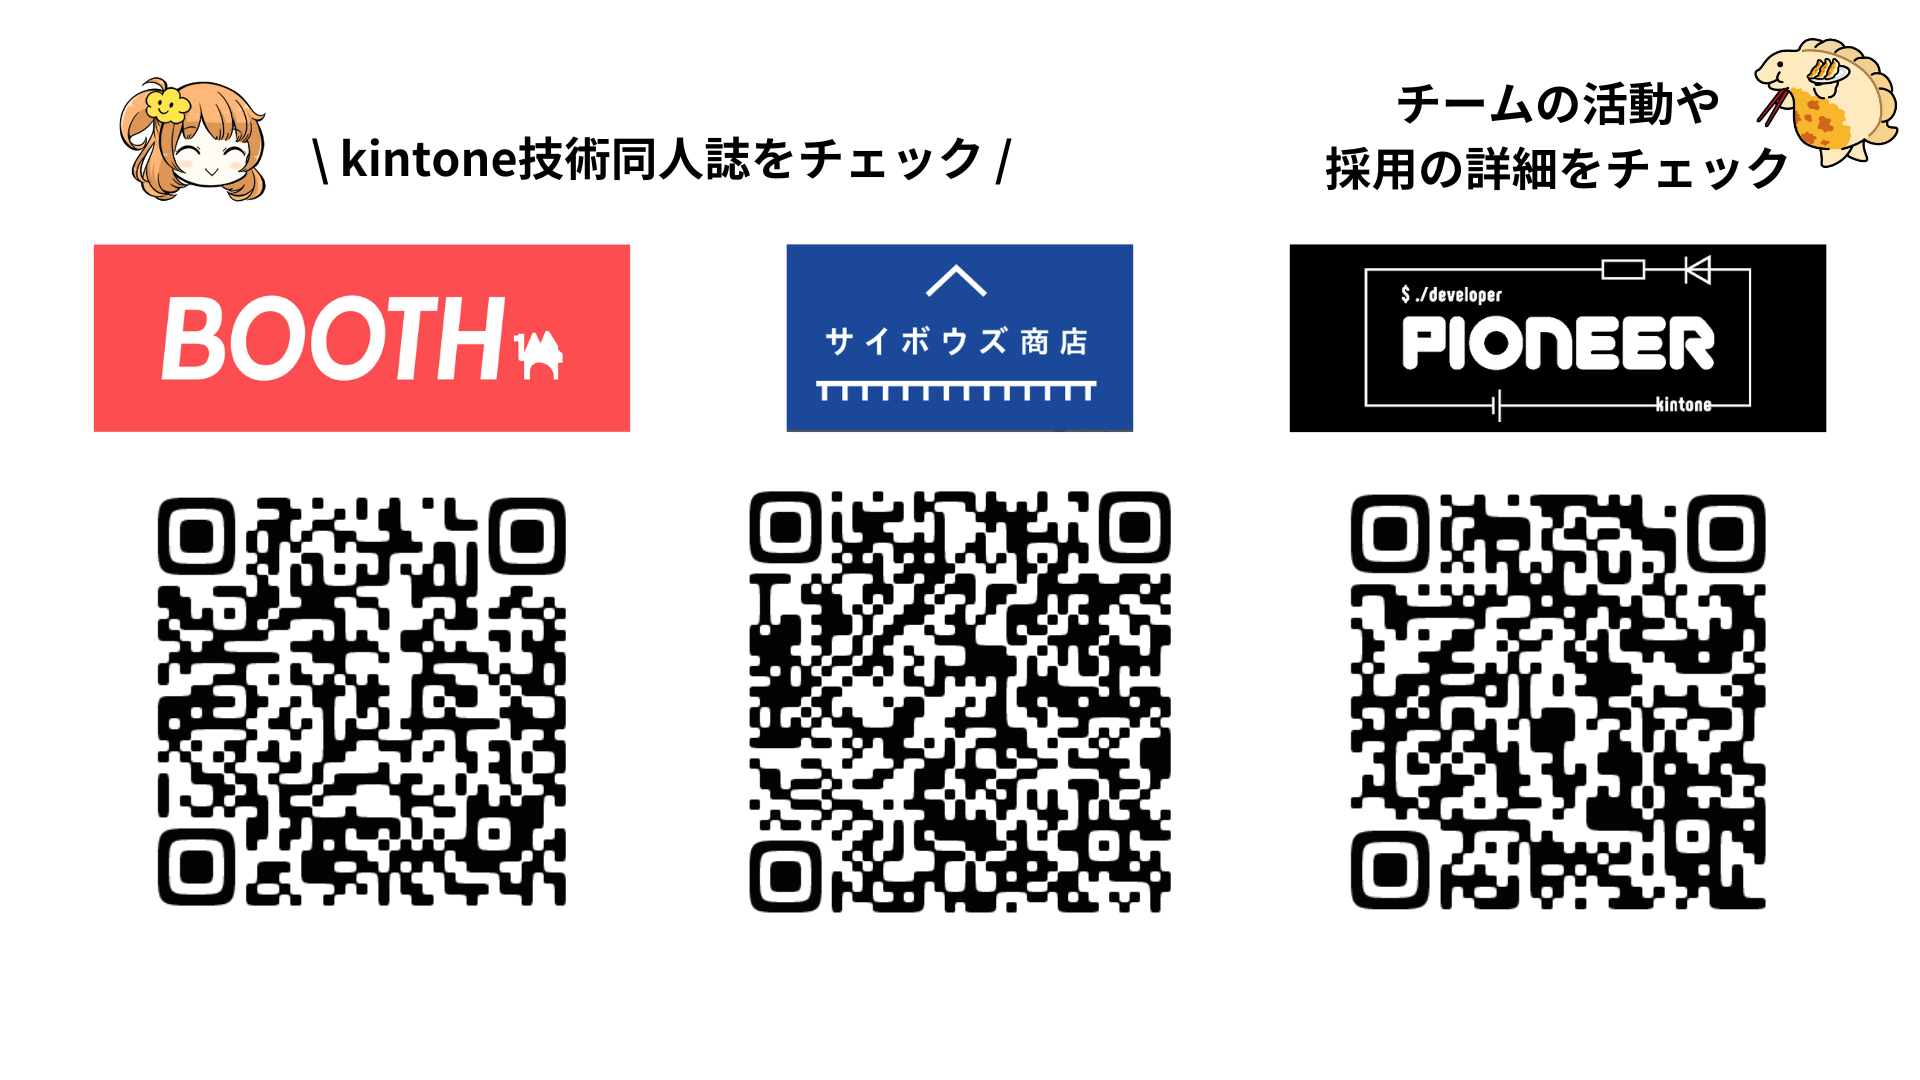 \ kintone技術同人誌をチェック /
チームの活動や
採用の詳細をチェック
BOOTH
サイボウズ商店
$ ./developer
PIONEER
kintone